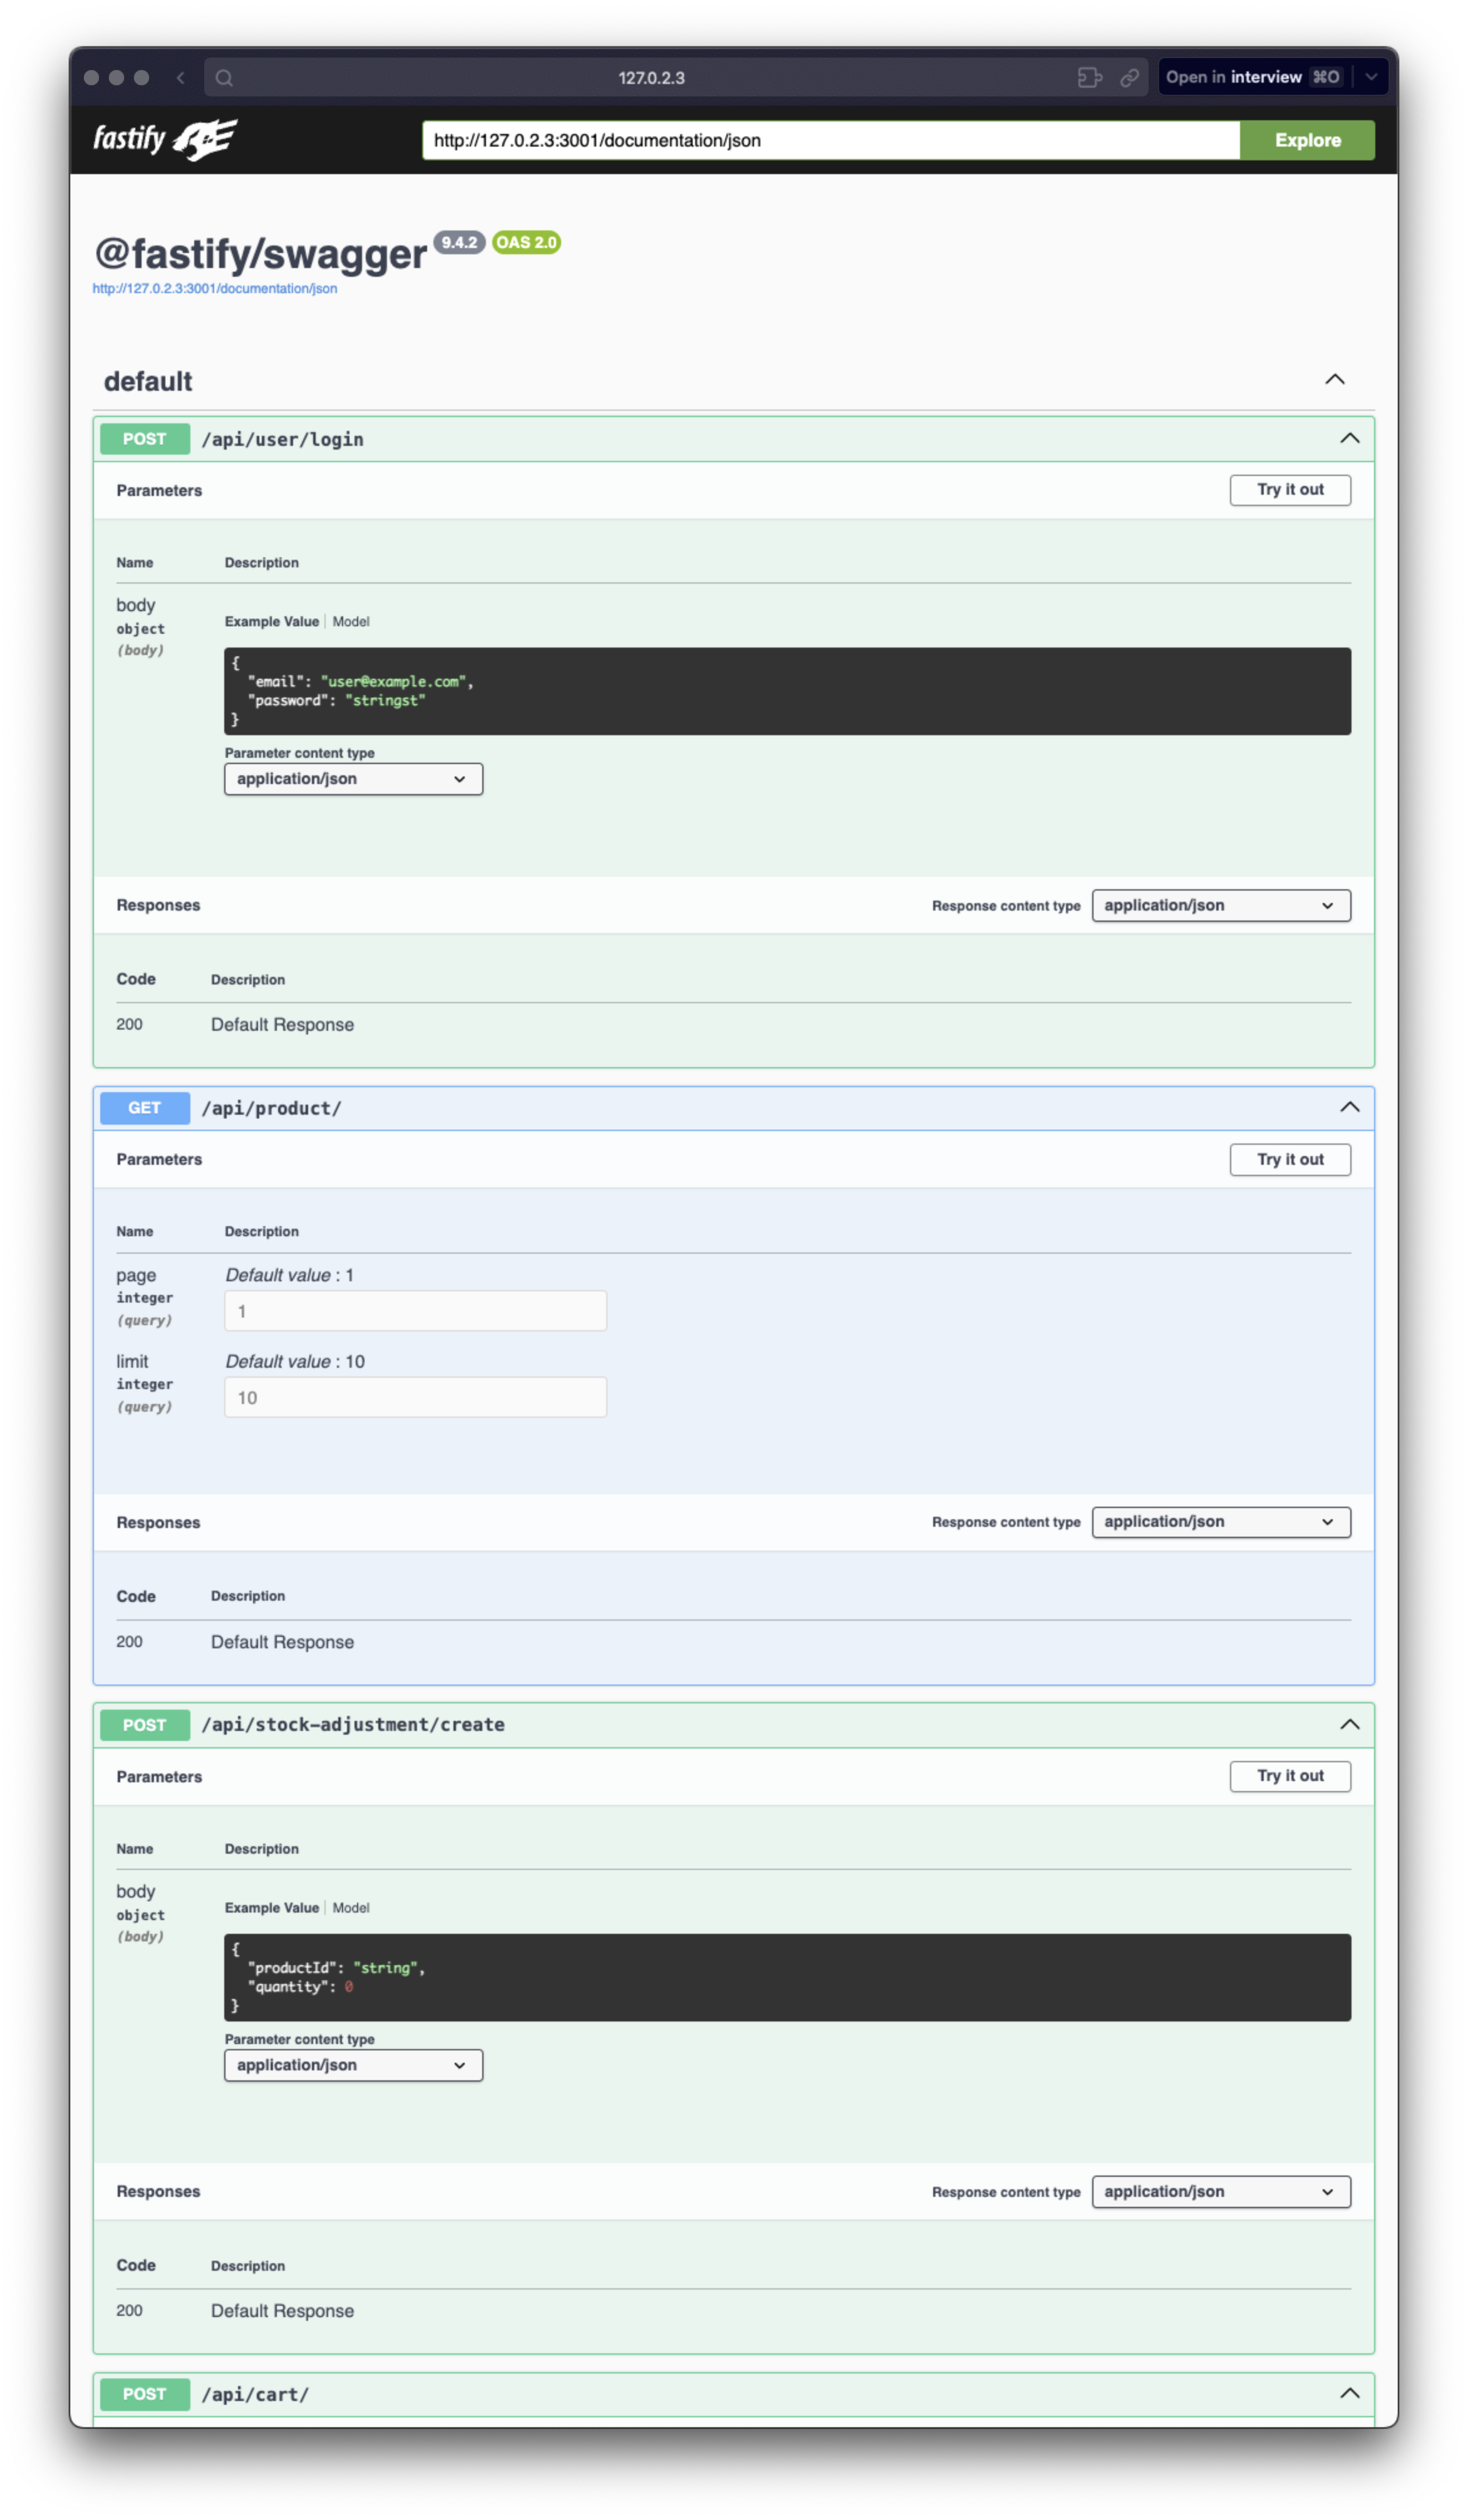 127.0.2.3
Open in interview ⌘O
fastify
http://127.0.2.3:3001/documentation/json
Explore
@fastify/swagger 9.4.2 OAS 2.0
http://127.0.2.3:3001/documentation/json
default
POST /api/user/login
Parameters
Try it out
Name Description
body
object
(body)
Example Value Model
{
"email": "user@example.com",
"password": "stringst"
}
Parameter content type
application/json
Responses
Response content type application/json
Code Description
200 Default Response
GET /api/product/
Parameters
Try it out
Name Description
page
integer
(query)
Default value : 1
1
limit
integer
(query)
Default value : 10
10
Responses
Response content type application/json
Code Description
200 Default Response
POST /api/stock-adjustment/create
Parameters
Try it out
Name Description
body
object
(body)
Example Value Model
{
"productId": "string",
"quantity": 0
}
Parameter content type
application/json
Responses
Response content type application/json
Code Description
200 Default Response
POST /api/cart/